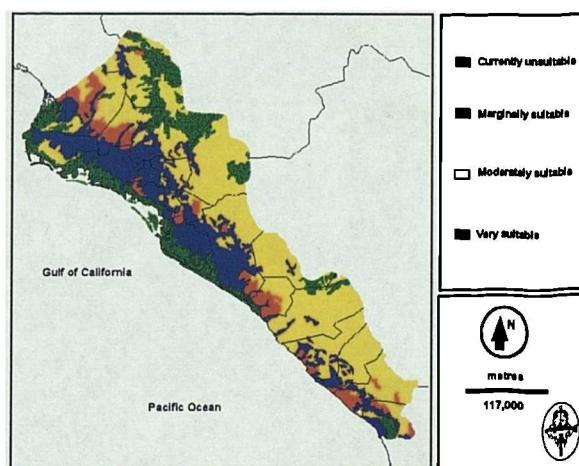 Currently unsuitable
Marginally suitable
Moderately suitable
Very suitable
Gulf of California
Pacific Ocean
N
metres
117,000